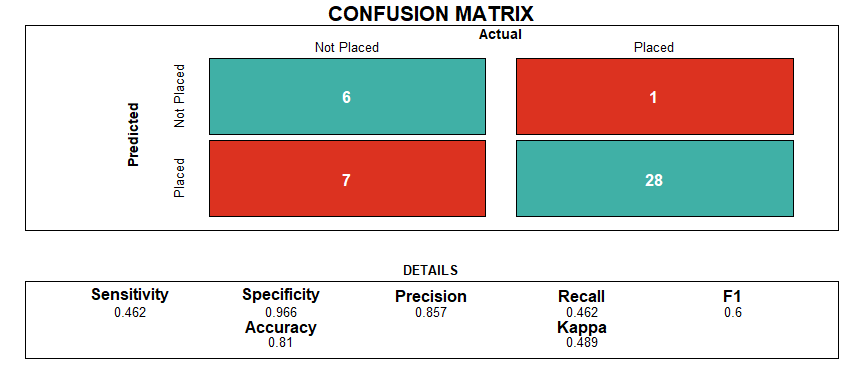 CONFUSION MATRIX
Actual
Not Placed Placed
Predicted
Not Placed
6 1
Placed
7 28
DETAILS
Sensitivity Specificity Precision Recall F1
0.462 0.966 0.857 0.462 0.6
Accuracy Kappa
0.81 0.489